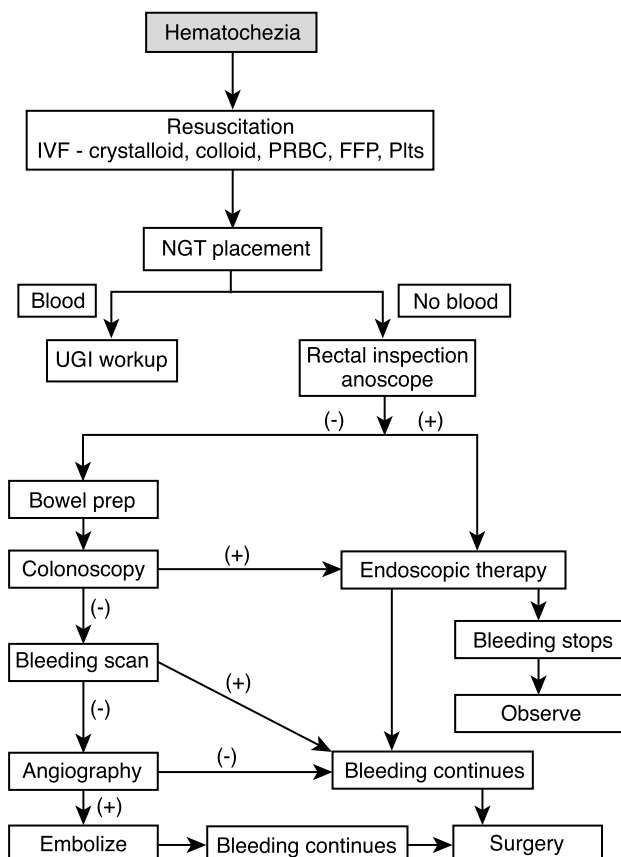 Hematochezia
Resuscitation
IVF - crystalloid, colloid, PRBC, FFP, Plts
NGT placement
Blood
No blood
UGI workup
Rectal inspection
anoscope
(-)
(+)
Bowel prep
Colonoscopy
(+)
Endoscopic therapy
(-)
Bleeding stops
Bleeding scan
(+)
(-)
Observe
Angiography
(-)
Bleeding continues
(+)
Embolize
Bleeding continues
Surgery